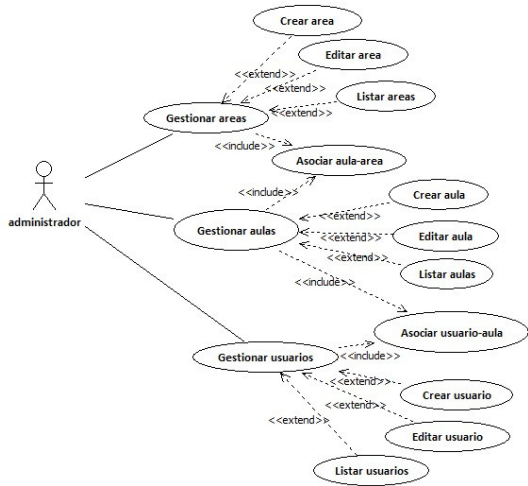 Crear area
Editar area
<<extend>>
<<extend>>
Listar areas
<<extend>>
Gestionar areas
<<include>>
Asociar aula-area
<<include>>
Crear aula
administrador
<<extend>>
Gestionar aulas
<<extend>>
Editar aula
<<extend>>
Listar aulas
<<include>>
Asociar usuario-aula
Gestionar usuarios
<<include>>
<<extend>>
Crear usuario
<<extend>>
<<extend>>
Editar usuario
Listar usuarios